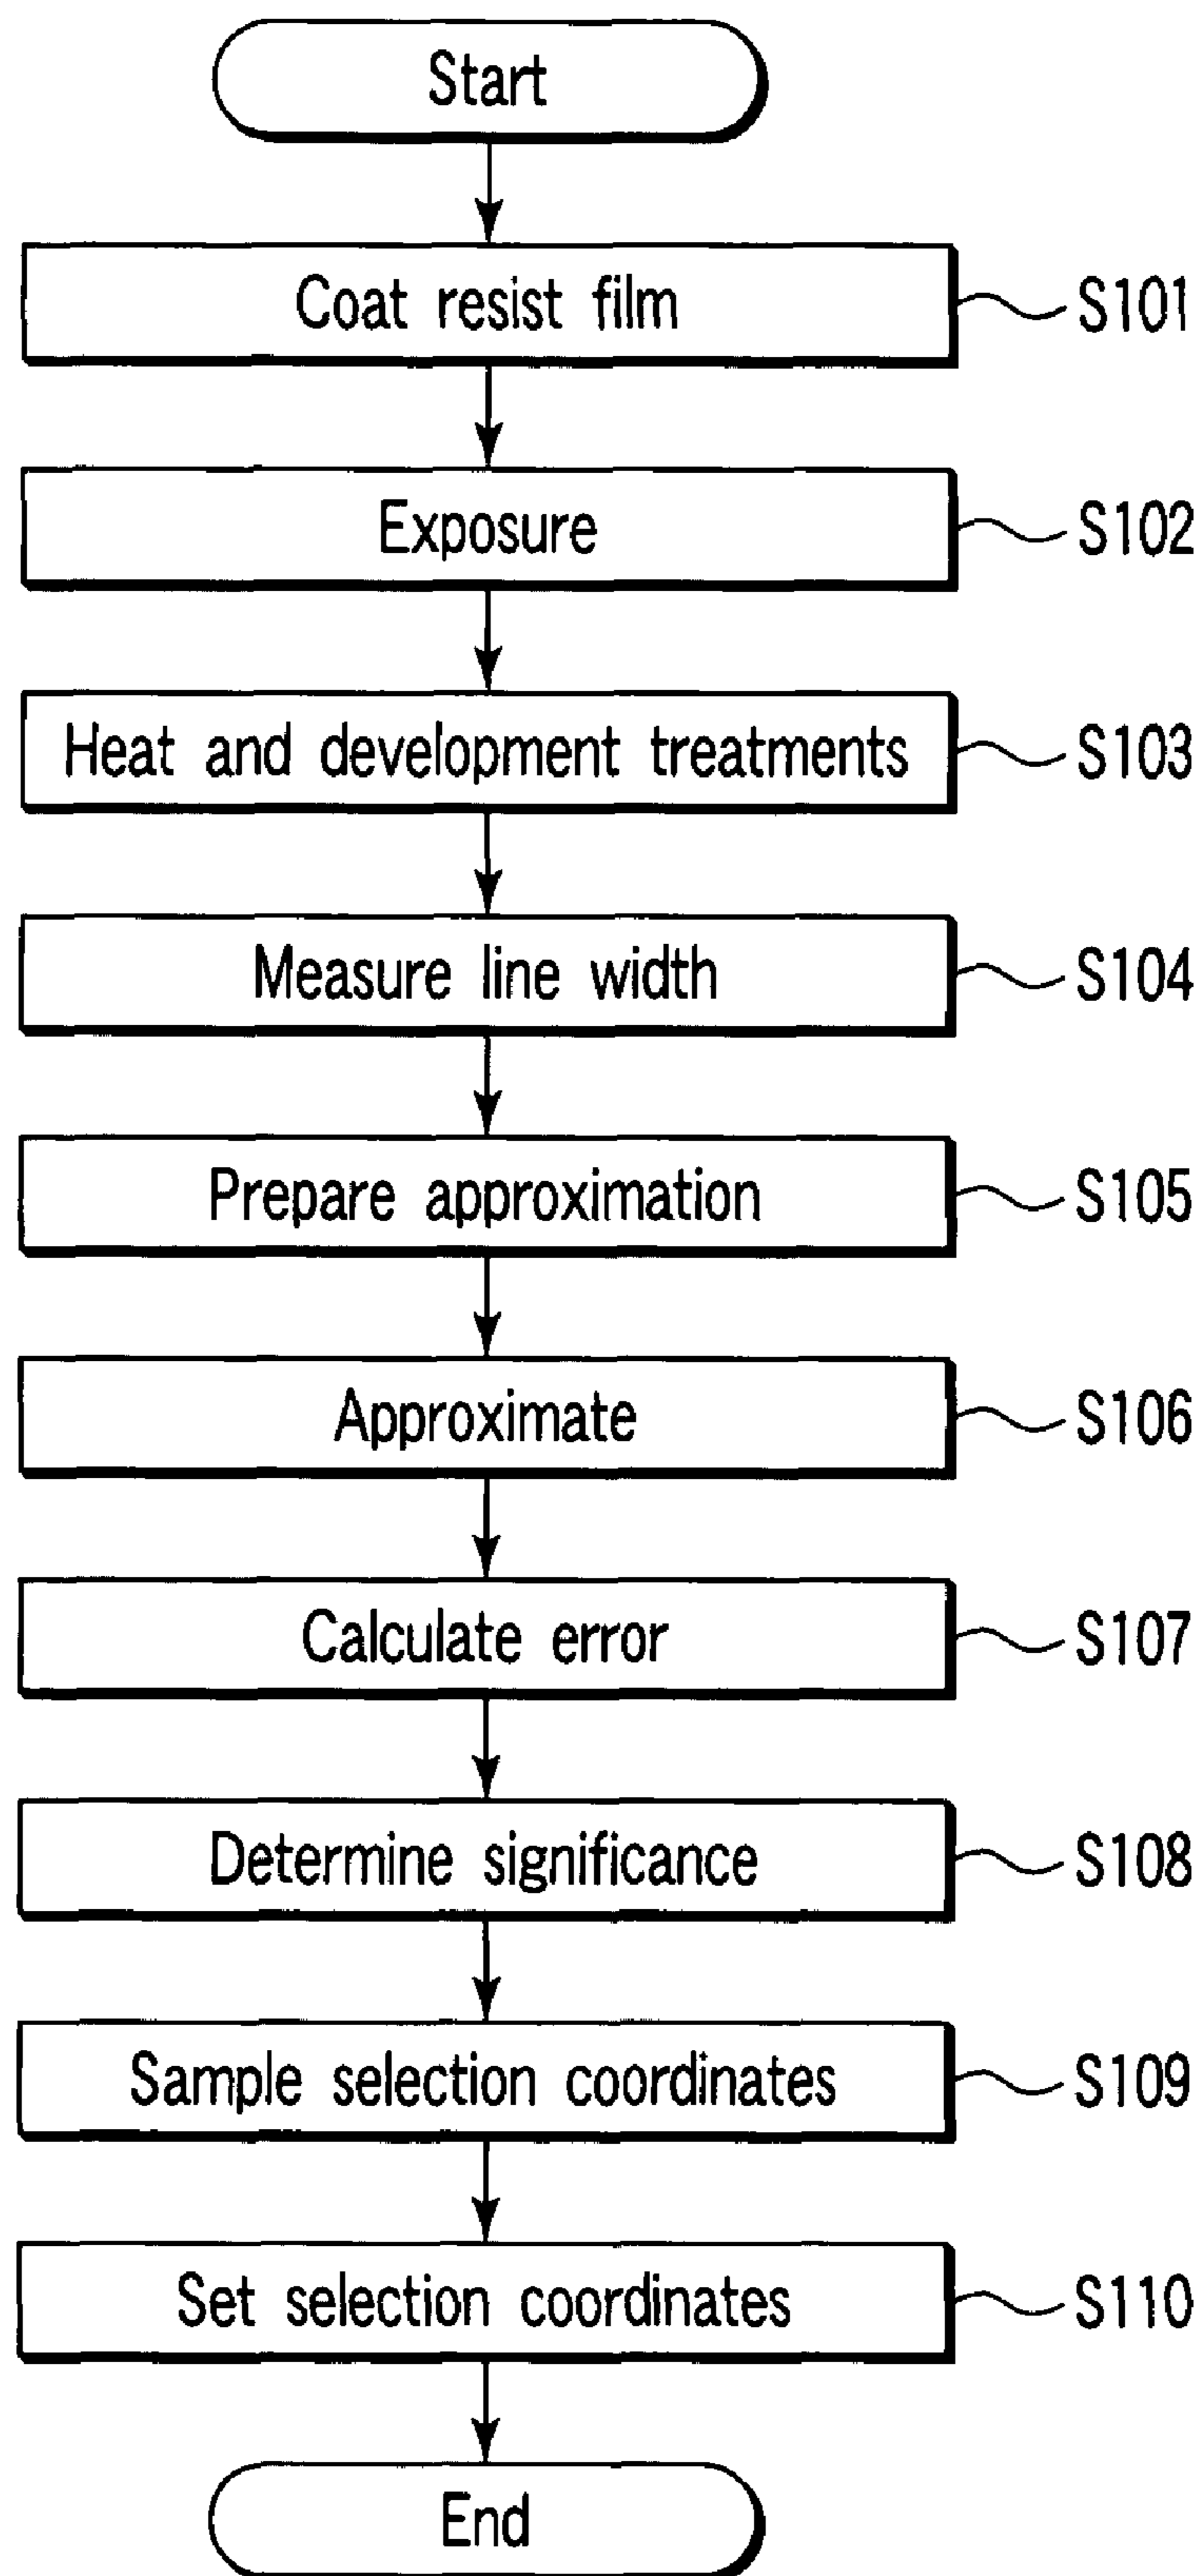 Start
Coat resist film S101
Exposure S102
Heat and development treatments S103
Measure line width S104
Prepare approximation S105
Approximate S106
Calculate error S107
Determine significance S108
Sample selection coordinates S109
Set selection coordinates S110
End